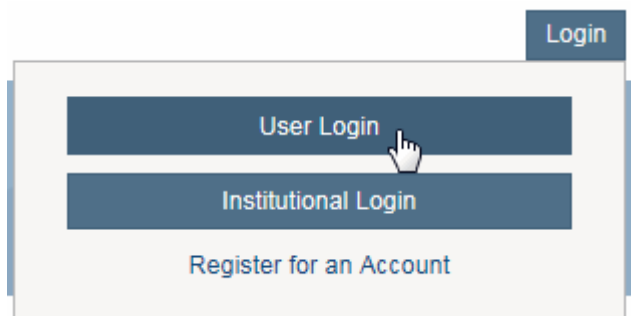 Login
User Login
Institutional Login
Register for an Account